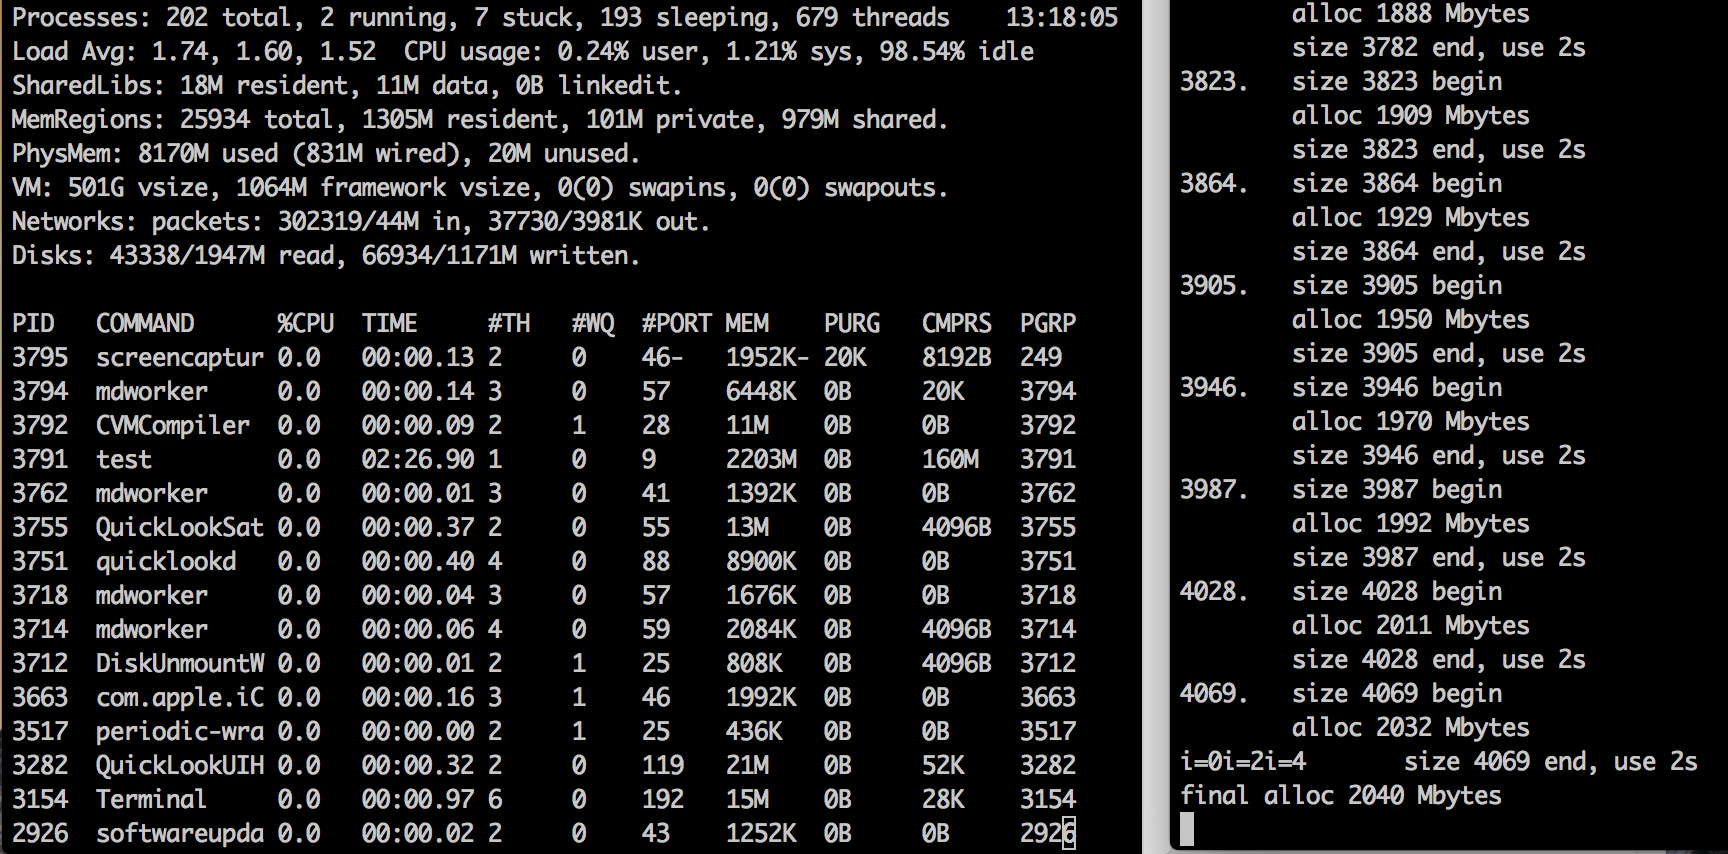 Processes: 202 total, 2 running, 7 stuck, 193 sleeping, 679 threads    13:18:05
Load Avg: 1.74, 1.60, 1.52  CPU usage: 0.24% user, 1.21% sys, 98.54% idle
SharedLibs: 18M resident, 11M data, 0B linkedit.
MemRegions: 25934 total, 1305M resident, 101M private, 979M shared.
PhysMem: 8170M used (831M wired), 20M unused.
VM: 501G vsize, 1064M framework vsize, 0(0) swapins, 0(0) swapouts.
Networks: packets: 302319/44M in, 37730/3981K out.
Disks: 43338/1947M read, 66934/1171M written.
PID   COMMAND      %CPU  TIME     #TH   #WQ  #PORT MEM    PURG   CMPRS  PGRP
3795  screencaptur 0.0   00:00.13 2     0    46-   1952K- 20K    8192B  249
3794  mdworker     0.0   00:00.14 3     0    57    6448K  0B     20K    3794
3792  CVMCompiler  0.0   00:00.09 2     1    28    11M    0B     0B     3792
3791  test         0.0   02:26.90 1     0    9     2203M  0B     160M   3791
3762  mdworker     0.0   00:00.01 3     0    41    1392K  0B     0B     3762
3755  QuickLookSat 0.0   00:00.37 2     0    55    13M    0B     4096B  3755
3751  quicklookd   0.0   00:00.40 4     0    88    8900K  0B     0B     3751
3718  mdworker     0.0   00:00.04 3     0    57    1676K  0B     0B     3718
3714  mdworker     0.0   00:00.06 4     0    59    2084K  0B     4096B  3714
3712  DiskUnmountW 0.0   00:00.01 2     1    25    808K   0B     4096B  3712
3663  com.apple.iC 0.0   00:00.16 3     1    46    1992K  0B     0B     3663
3517  periodic-wra 0.0   00:00.00 2     1    25    436K   0B     0B     3517
3282  QuickLookUIH 0.0   00:00.32 2     0    119   21M    0B     52K    3282
3154  Terminal     0.0   00:00.97 6     0    192   15M    0B     28K    3154
2926  softwareupda 0.0   00:00.02 2     0    43    1252K  0B     0B     2926
alloc 1888 Mbytes
size 3782 end, use 2s
3823.   size 3823 begin
alloc 1909 Mbytes
size 3823 end, use 2s
3864.   size 3864 begin
alloc 1929 Mbytes
size 3864 end, use 2s
3905.   size 3905 begin
alloc 1950 Mbytes
size 3905 end, use 2s
3946.   size 3946 begin
alloc 1970 Mbytes
size 3946 end, use 2s
3987.   size 3987 begin
alloc 1992 Mbytes
size 3987 end, use 2s
4028.   size 4028 begin
alloc 2011 Mbytes
size 4028 end, use 2s
4069.   size 4069 begin
alloc 2032 Mbytes
i=0i=2i=4       size 4069 end, use 2s
final alloc 2040 Mbytes